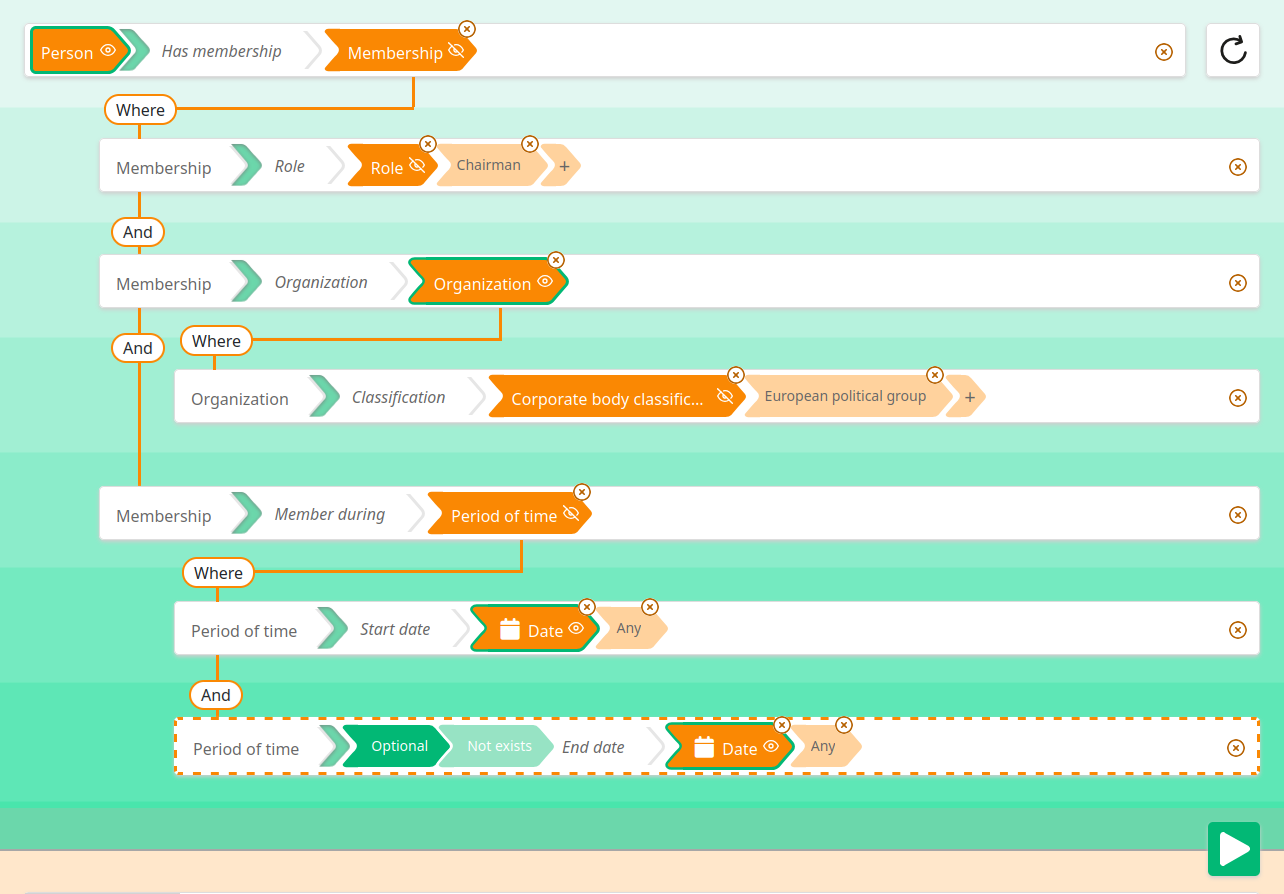 Person Has membership Membership
Where
Membership Role Role Chairman +
And
Membership Organization Organization
And Where
Organization Classification Corporate body classific... European political group +
Membership Member during Period of time
Where
Period of time Start date Date Any
And
Period of time Optional Not exists End date Date Any